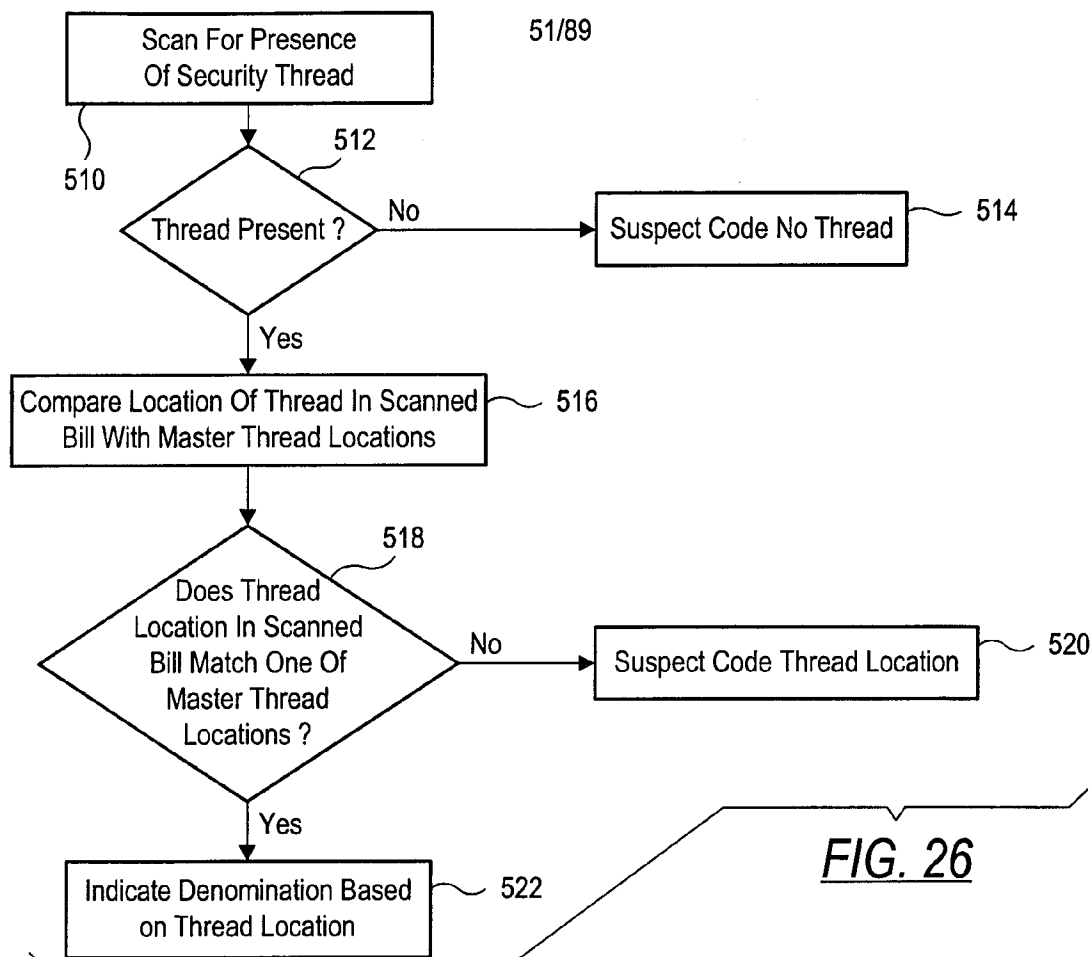 51/89
Scan For Presence
Of Security Thread
510
512
Thread Present ?
No
Suspect Code No Thread
514
Yes
Compare Location Of Thread In Scanned
Bill With Master Thread Locations
516
518
Does Thread
Location In Scanned
Bill Match One Of
Master Thread
Locations ?
No
Suspect Code Thread Location
520
Yes
Indicate Denomination Based
on Thread Location
522
FIG. 26